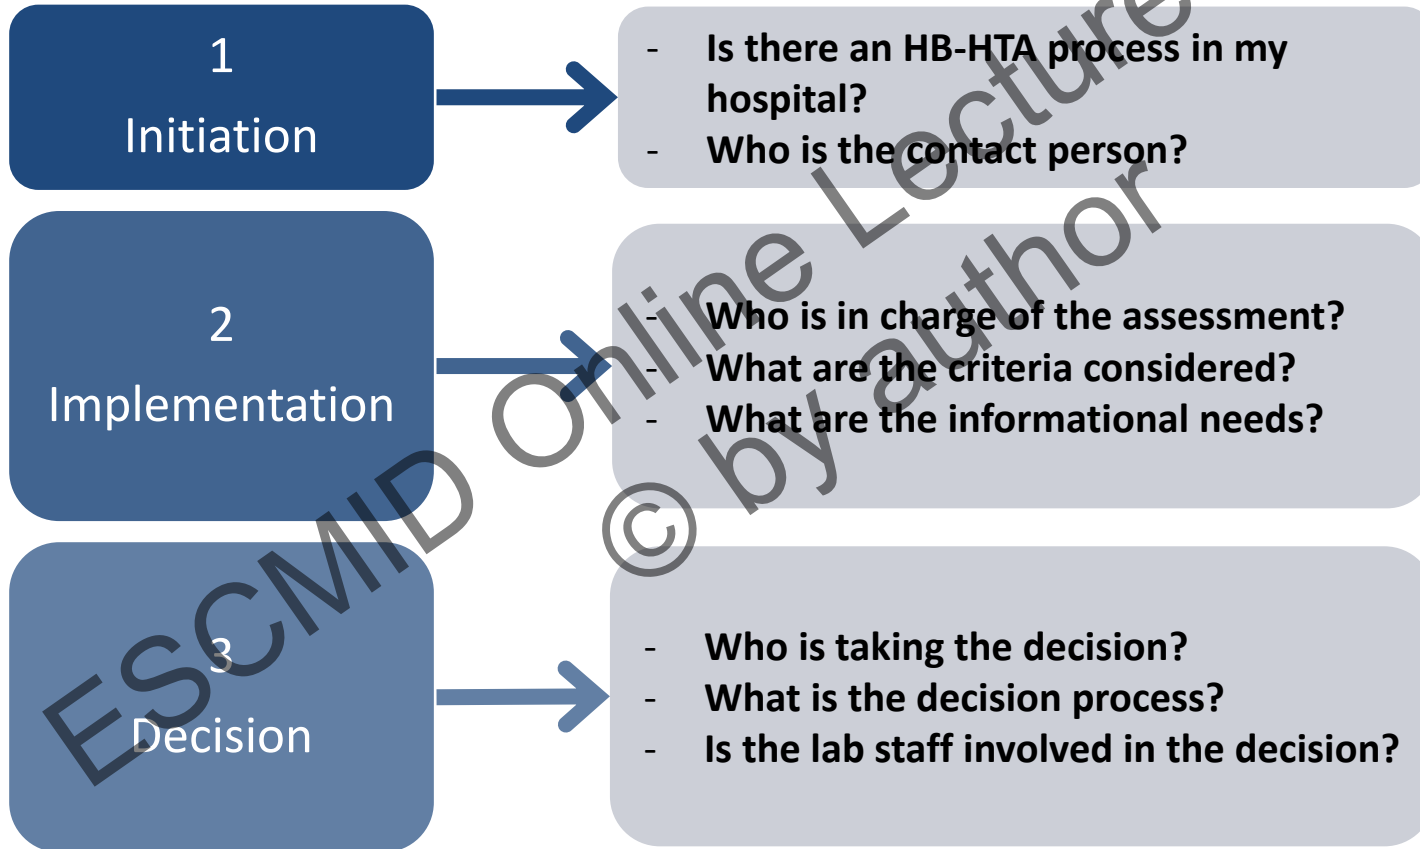 1
Initiation
- Is there an HB-HTA process in my
hospital?
- Who is the contact person?
2
Implementation
- Who is in charge of the assessment?
- What are the criteria considered?
- What are the informational needs?
3
Decision
- Who is taking the decision?
- What is the decision process?
- Is the lab staff involved in the decision?
ESCMID Online Lecture
© by author